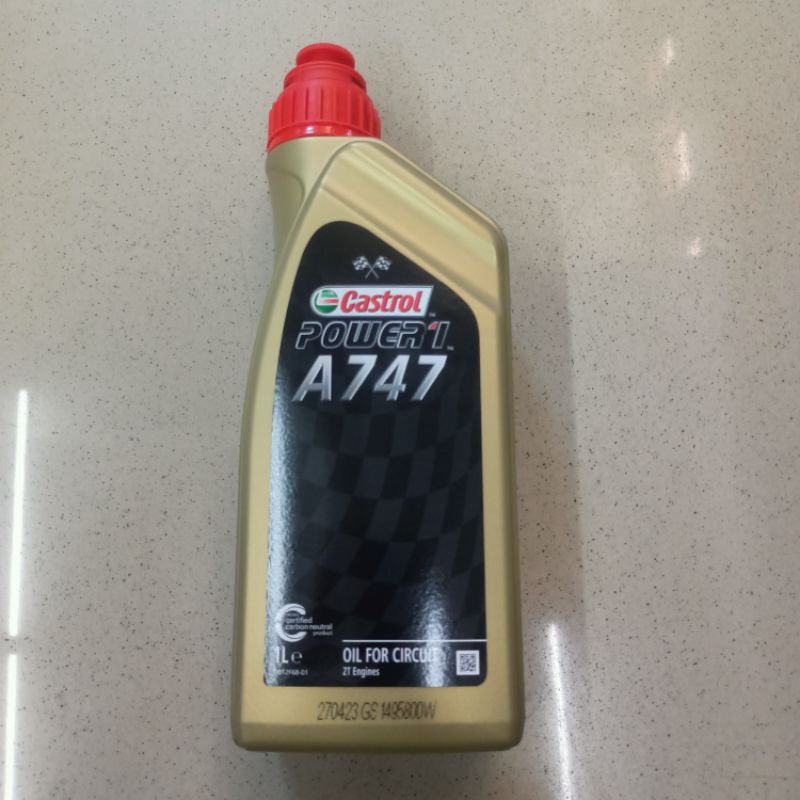 Castrol
POWER1
A747
certified
carbon neutral
product
1L e
OIL FOR CIRCUIT
2T Engines
270423 GS 1495800W